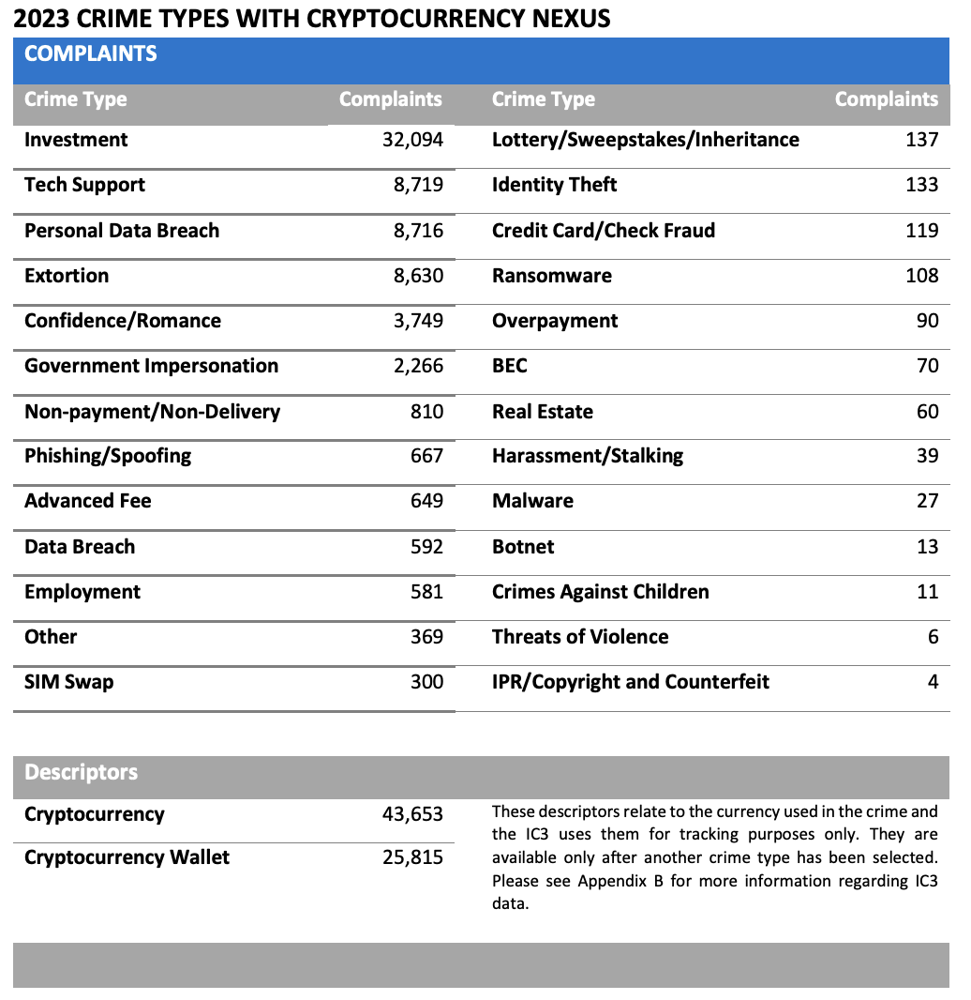 2023 CRIME TYPES WITH CRYPTOCURRENCY NEXUS
COMPLAINTS
Crime Type Complaints Crime Type Complaints
Investment 32,094 Lottery/Sweepstakes/Inheritance 137
Tech Support 8,719 Identity Theft 133
Personal Data Breach 8,716 Credit Card/Check Fraud 119
Extortion 8,630 Ransomware 108
Confidence/Romance 3,749 Overpayment 90
Government Impersonation 2,266 BEC 70
Non-payment/Non-Delivery 810 Real Estate 60
Phishing/Spoofing 667 Harassment/Stalking 39
Advanced Fee 649 Malware 27
Data Breach 592 Botnet 13
Employment 581 Crimes Against Children 11
Other 369 Threats of Violence 6
SIM Swap 300 IPR/Copyright and Counterfeit 4
Descriptors
Cryptocurrency 43,653
Cryptocurrency Wallet 25,815
These descriptors relate to the currency used in the crime and
the IC3 uses them for tracking purposes only. They are
available only after another crime type has been selected.
Please see Appendix B for more information regarding IC3
data.